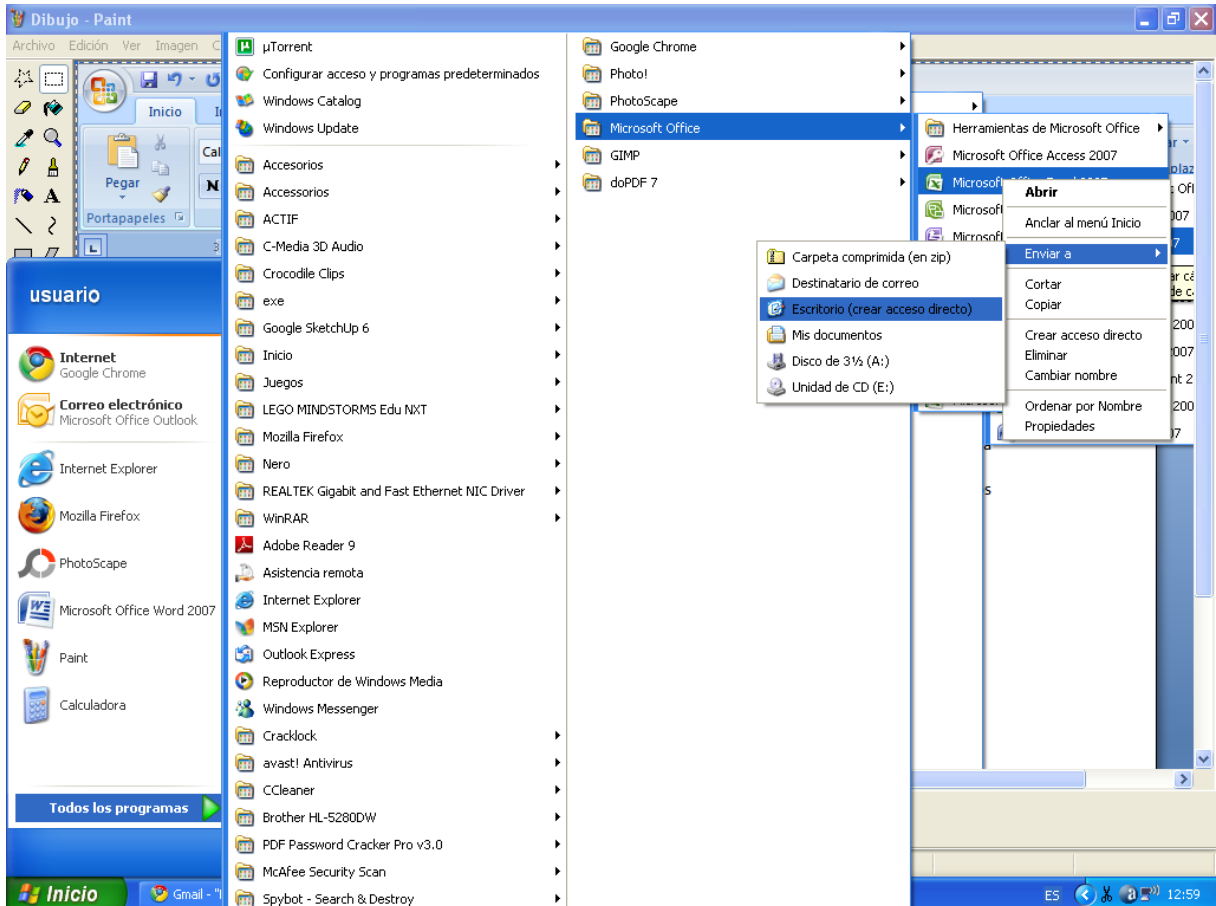 Dibujo - Paint
Archivo Edición Ver Imagen C
Inicio
Pegar
Cal
N
Portapapeles
L
3
usuario
Internet
Google Chrome
Correo electrónico
Microsoft Office Outlook
Internet Explorer
Mozilla Firefox
PhotoScape
Microsoft Office Word 2007
Paint
Calculadora
Todos los programas
µTorrent
Configurar acceso y programas predeterminados
Windows Catalog
Windows Update
Accesorios
Accessorios
ACTIF
C-Media 3D Audio
Crocodile Clips
exe
Google SketchUp 6
Inicio
Juegos
LEGO MINDSTORMS Edu NXT
Mozilla Firefox
Nero
REALTEK Gigabit and Fast Ethernet NIC Driver
WinRAR
Adobe Reader 9
Asistencia remota
Internet Explorer
MSN Explorer
Outlook Express
Reproductor de Windows Media
Windows Messenger
Cracklock
avast! Antivirus
CCleaner
Brother HL-5280DW
PDF Password Cracker Pro v3.0
McAfee Security Scan
Spybot - Search & Destroy
Google Chrome
Photo!
PhotoScape
Microsoft Office
GIMP
doPDF 7
Herramientas de Microsoft Office
Microsoft Office Access 2007
Microsoft Office Excel 2007
Microsoft
Microsoft
Abrir
Anclar al menú Inicio
Enviar a
Cortar
Copiar
Crear acceso directo
Eliminar
Cambiar nombre
Ordenar por Nombre
Propiedades
Carpeta comprimida (en zip)
Destinatario de correo
Escritorio (crear acceso directo)
Mis documentos
Disco de 3½ (A:)
Unidad de CD (E:)
Inicio
Gmail - "
ES
12:59